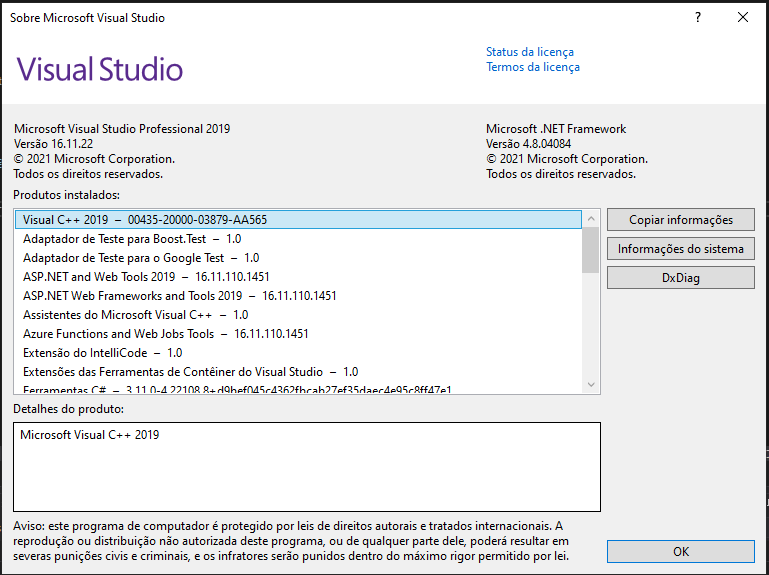 Sobre Microsoft Visual Studio
?
Visual Studio
Status da licença
Termos da licença
Microsoft Visual Studio Professional 2019
Versão 16.11.22
© 2021 Microsoft Corporation.
Todos os direitos reservados.
Microsoft .NET Framework
Versão 4.8.04084
© 2021 Microsoft Corporation.
Todos os direitos reservados.
Produtos instalados:
Visual C++ 2019 – 00435-20000-03879-AA565
Adaptador de Teste para Boost.Test – 1.0
Adaptador de Teste para o Google Test – 1.0
ASP.NET and Web Tools 2019 – 16.11.110.1451
ASP.NET Web Frameworks and Tools 2019 – 16.11.110.1451
Assistentes do Microsoft Visual C++ – 1.0
Azure Functions and Web Jobs Tools – 16.11.110.1451
Extensão do IntelliCode – 1.0
Extensões das Ferramentas de Contêiner do Visual Studio – 1.0
Ferramentas C# – 3.11.0-4.22108.8+d9bef045c4362fbcab27ef35daec4e95c8ff47e1
Copiar informações
Informações do sistema
DxDiag
Detalhes do produto:
Microsoft Visual C++ 2019
Aviso: este programa de computador é protegido por leis de direitos autorais e tratados internacionais. A
reprodução ou distribuição não autorizada deste programa, ou de qualquer parte dele, poderá resultar em
severas punições civis e criminais, e os infratores serão punidos dentro do máximo rigor permitido por lei.
OK